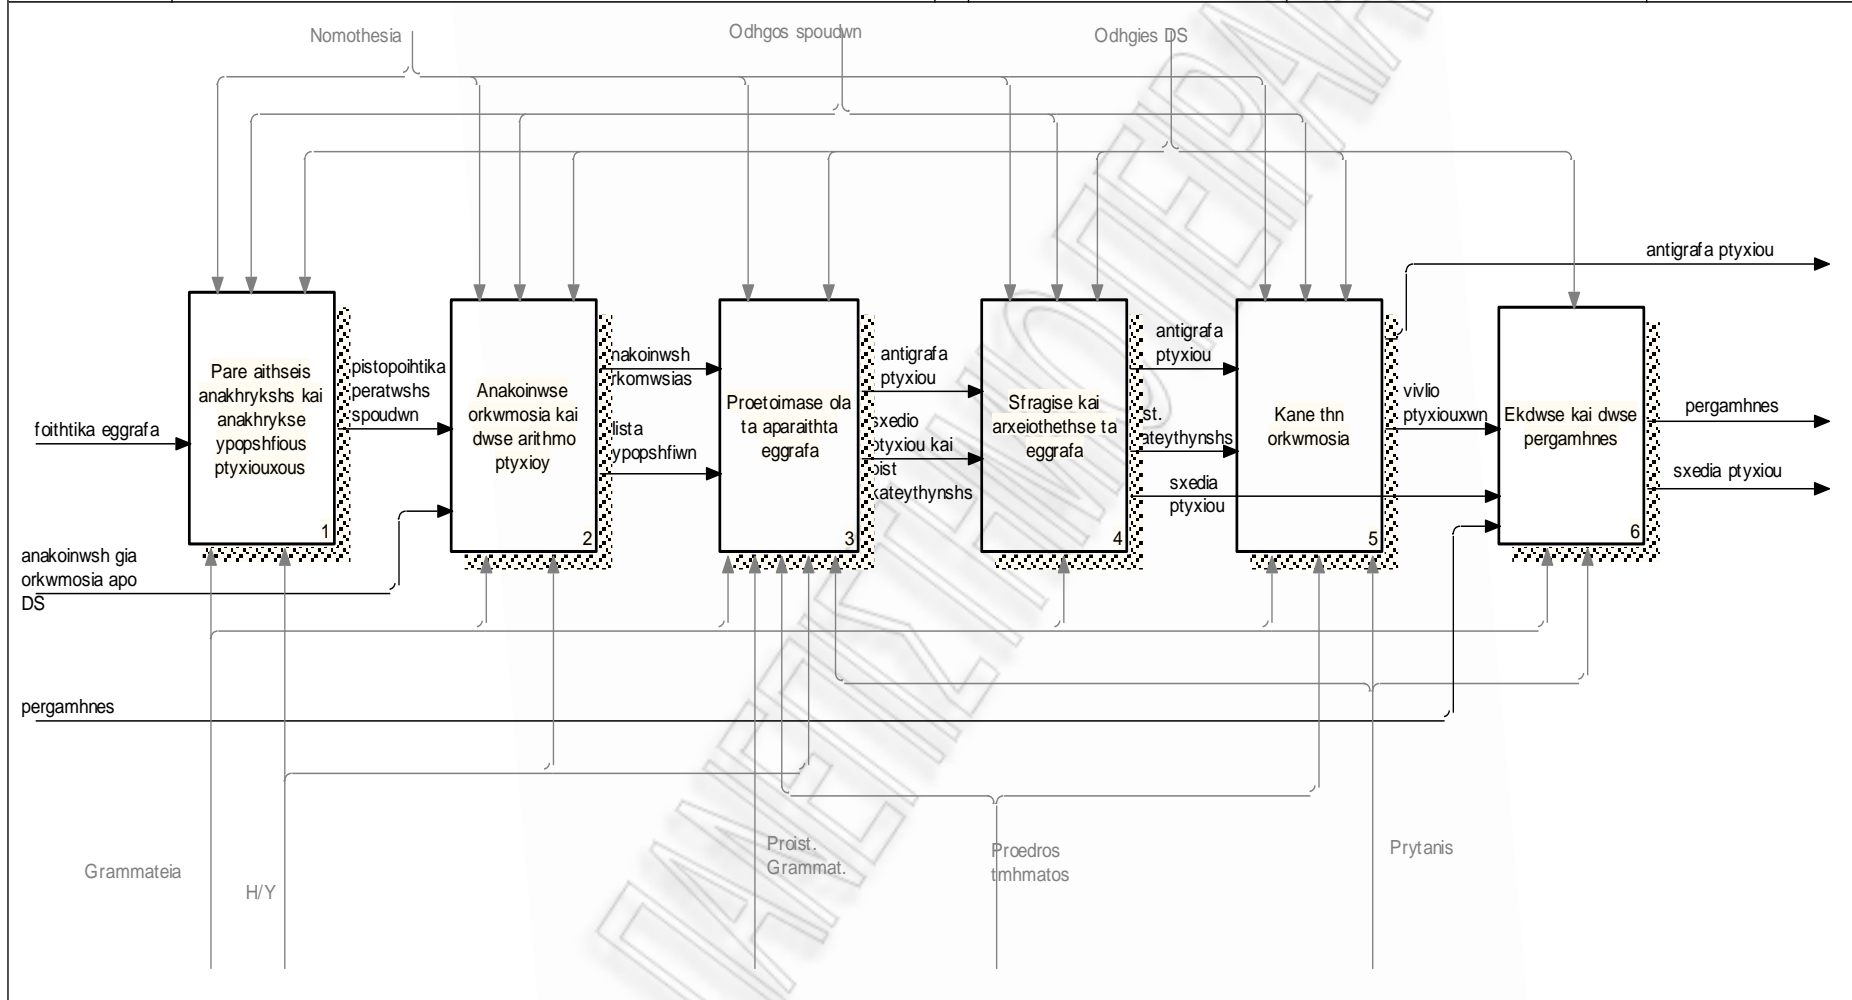 Nomothesia
Odhgos spoudwn
Odhgies DS
antigrafa ptyxiou
foithtika eggrafa
Pare aithseis
anakhrykshs kai
anakhrykse
ypopshfious
ptyxiouxous
1
pistopoihtika
peratwshs
spoudwn
Anakoinwse
orkwmosia kai
dwse arithmo
ptyxioy
2
nakoinwsh
rkomwsias
lista
ypopshfiwn
Proetoimase ola
ta aparaithta
eggrafa
3
antigrafa
ptyxiou
sxedio
ptyxiou kai
pist
kateythynshs
Sfragise kai
arxeiothethse ta
eggrafa
4
antigrafa
ptyxiou
st.
ateythynshs
sxedia
ptyxiou
Kane thn
orkwmosia
5
vivlio
ptyxiouxwn
Ekdwse kai dwse
pergamhnes
6
pergamhnes
sxedia ptyxiou
anakoinwsh gia
orkwmosia apo
DS
pergamhnes
Grammateia
H/Y
Proist.
Grammat.
Proedros
tmhmatos
Prytanis